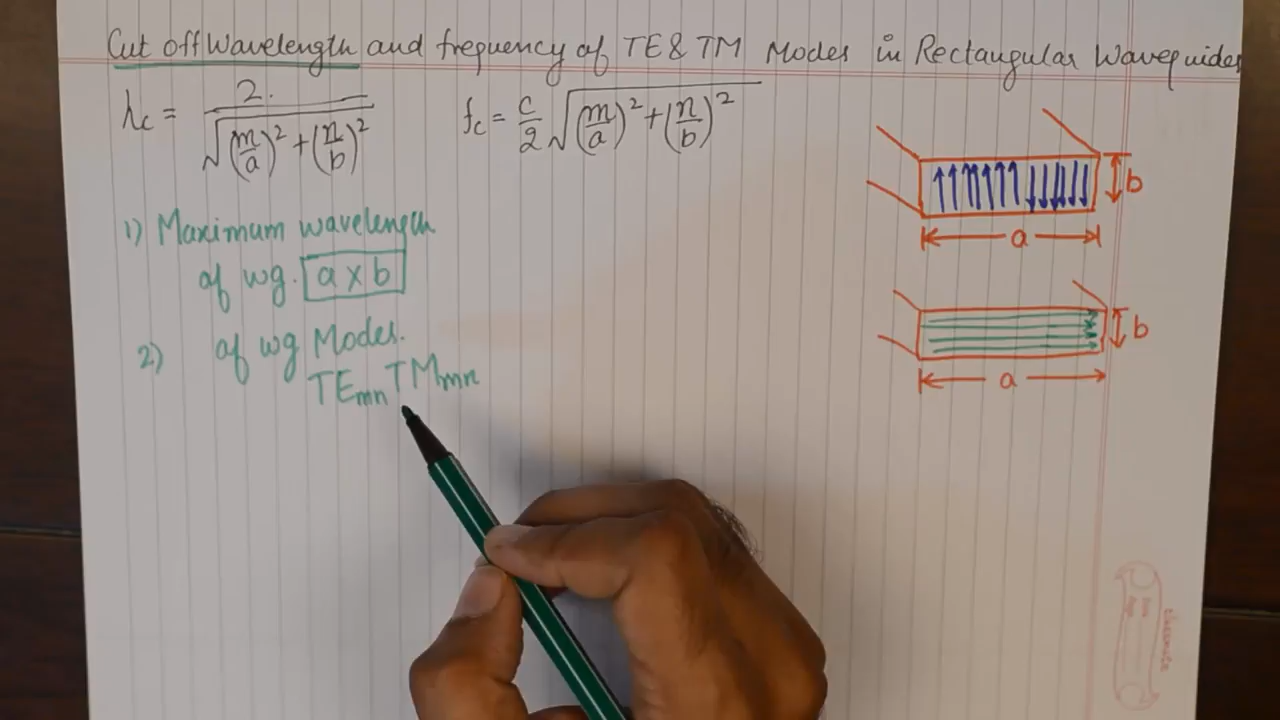 Cut off Wavelength and frequency of TE & TM Modes in Rectangular Waveguides
λc = 2. / √((m/a)² + (n/b)²)    fc = c/2 √((m/a)² + (n/b)²)
1) Maximum wavelength
of wg. a x b
2) of wg Modes.
TEmn TMmn
b
a
b
a